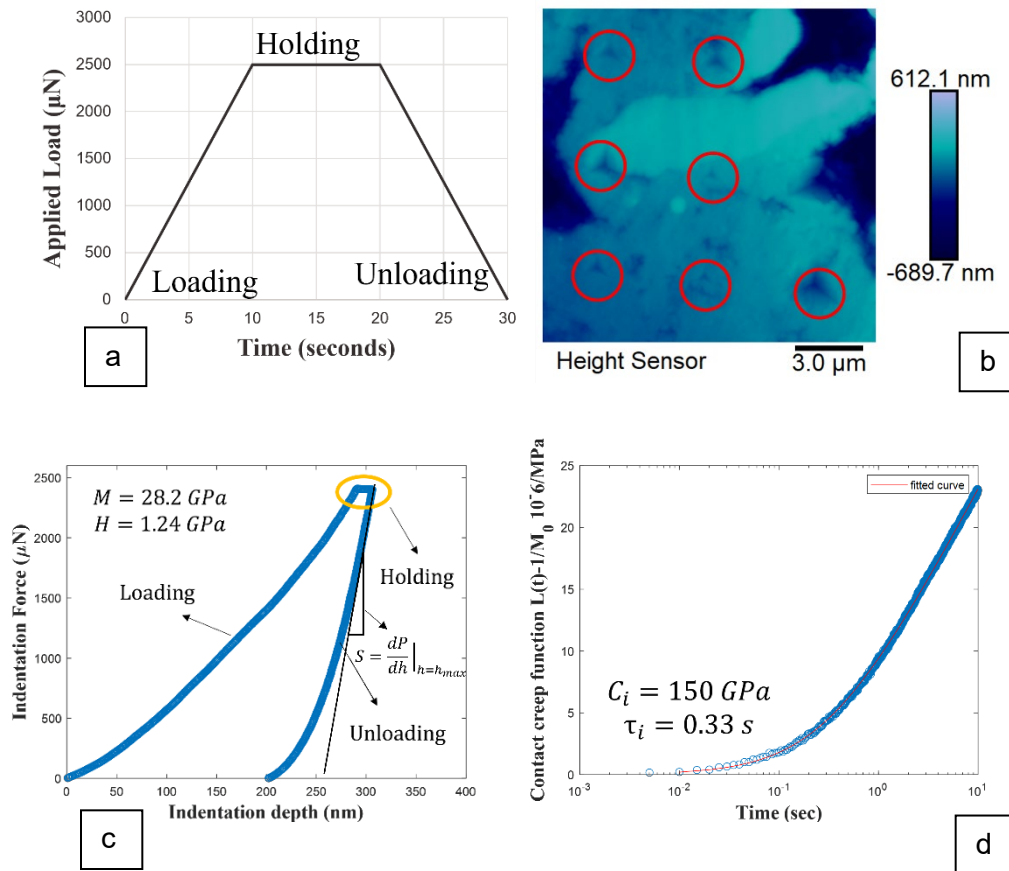 3000
2500
2000
1500
1000
500
0
Applied Load (µN)
Holding
Loading
Unloading
0 5 10 15 20 25 30
Time (seconds)
a
612.1 nm
-689.7 nm
Height Sensor
3.0 µm
b
2500
2000
1500
1000
500
0
Indentation Force (µN)
M = 28.2 GPa
H = 1.24 GPa
Loading
Holding
S = dP/dh |h=hmax
Unloading
0 50 100 150 200 250 300 350 400
Indentation depth (nm)
c
25
20
15
10
5
0
Contact creep function L(t)-1/M_0 10^-6/MPa
fitted curve
C_i = 150 GPa
τ_i = 0.33 s
10^-3 10^-2 10^-1 10^0 10^1
Time (sec)
d